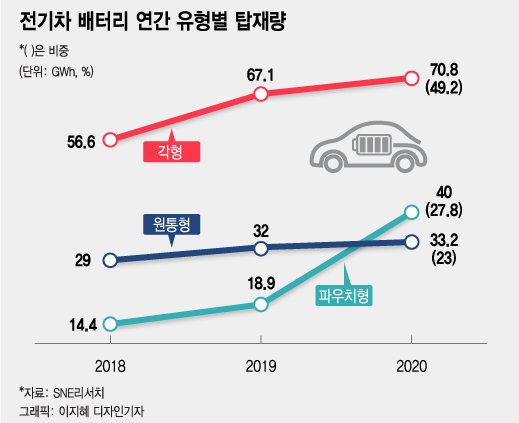 전기차 배터리 연간 유형별 탑재량
*( )은 비중
(단위: GWh, %)
56.6
67.1
70.8
(49.2)
각형
원통형
29
32
33.2
(23)
40
(27.8)
14.4
18.9
파우치형
2018
2019
2020
*자료: SNE리서치
그래픽: 이지혜 디자인기자